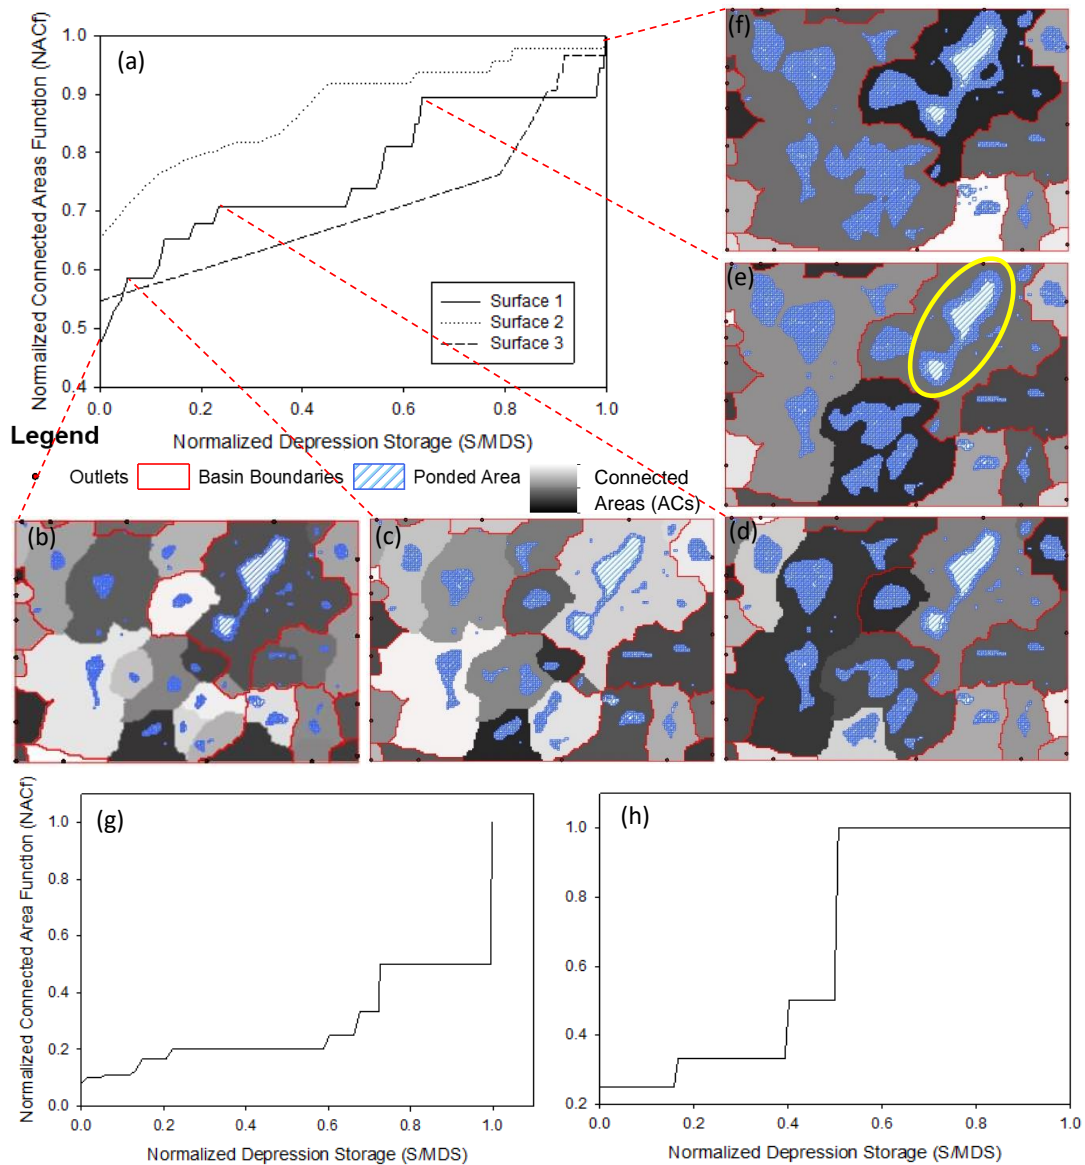 (a)
Normalized Connected Areas Function (NACf)
1.0
0.9
0.8
0.7
0.6
0.5
0.4
Surface 1
Surface 2
Surface 3
0.0 0.2 0.4 0.6 0.8 1.0
Normalized Depression Storage (S/MDS)
(f)
(e)
Legend
Outlets Basin Boundaries Ponded Area Connected
Areas (ACs)
(b) (c) (d)
(g)
Normalized Connected Area Function (NACf)
1.0
0.8
0.6
0.4
0.2
0.0
0.0 0.2 0.4 0.6 0.8 1.0
Normalized Depression Storage (S/MDS)
(h)
1.0
0.8
0.6
0.4
0.2
0.0 0.2 0.4 0.6 0.8 1.0
Normalized Depression Storage (S/MDS)